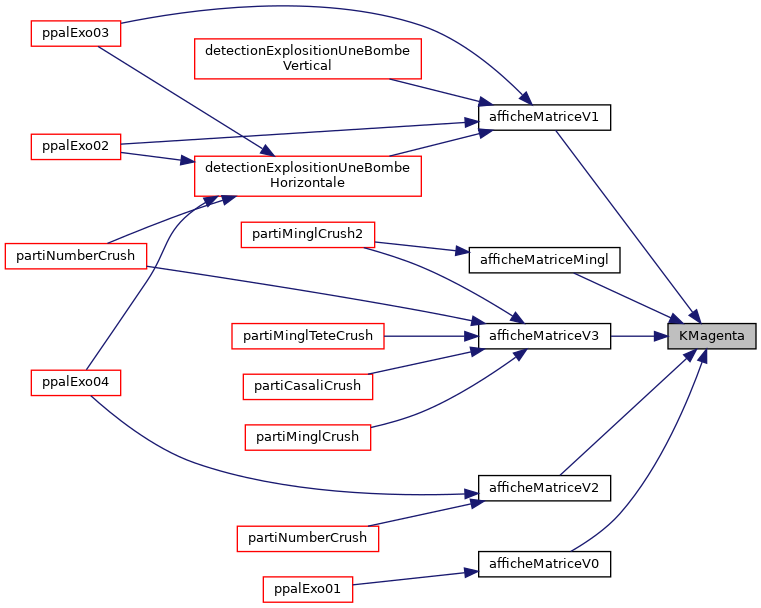 ppalExo03
detectionExplositionUneBombe
Vertical
afficheMatriceV1
ppalExo02
detectionExplositionUneBombe
Horizontale
partiMinglCrush2
partiNumberCrush
afficheMatriceMingl
partiMinglTeteCrush
afficheMatriceV3
KMagenta
ppalExo04
partiCasaliCrush
partiMinglCrush
afficheMatriceV2
partiNumberCrush
afficheMatriceV0
ppalExo01